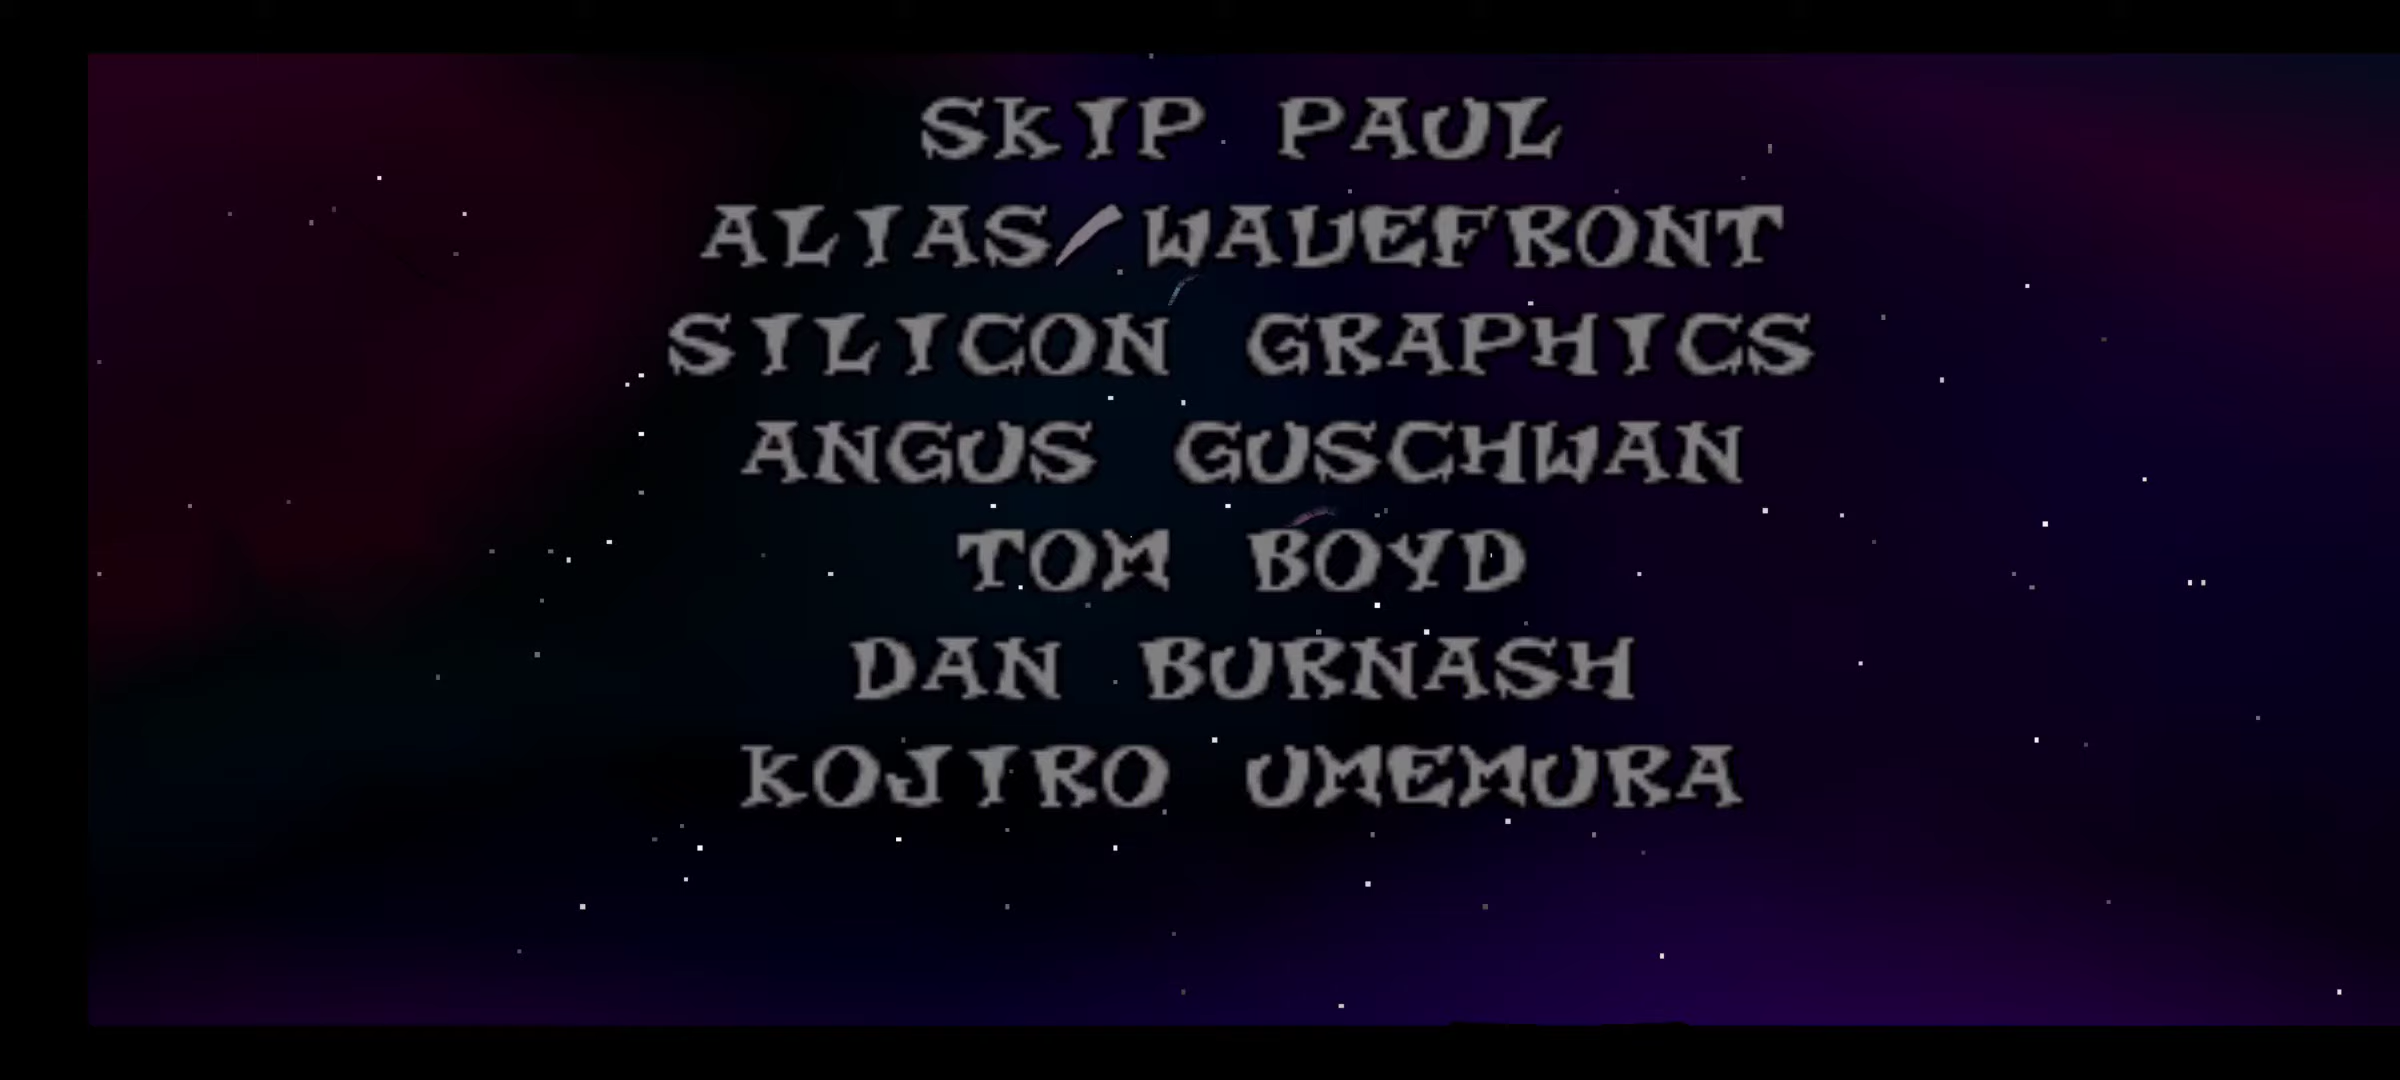 SKIP PAUL
ALIAS/WAVEFRONT
SILICON GRAPHICS
ANGUS GUSCHWAN
TOM BOYD
DAN BURNASH
KOJIRO UMEMURA